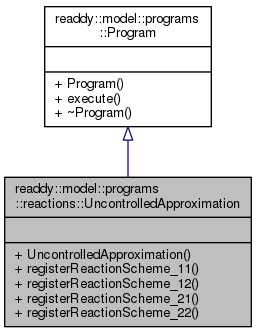 readdy::model::programs
::Program
+ Program()
+ execute()
+ ~Program()
readdy::model::programs
::reactions::UncontrolledApproximation
+ UncontrolledApproximation()
+ registerReactionScheme_11()
+ registerReactionScheme_12()
+ registerReactionScheme_21()
+ registerReactionScheme_22()